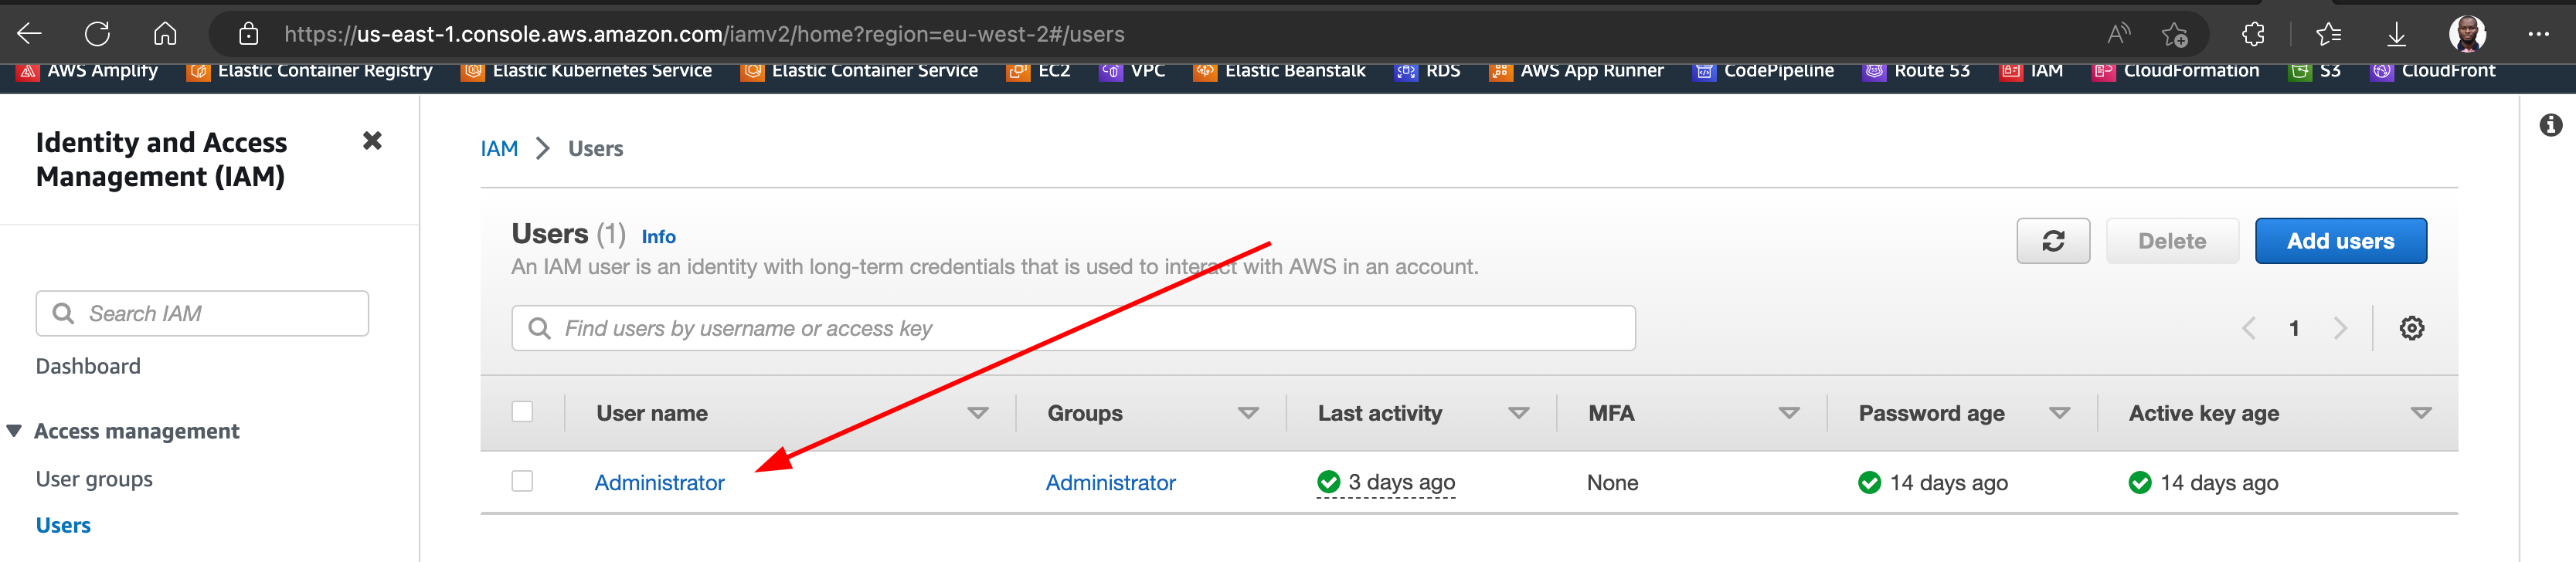 https://us-east-1.console.aws.amazon.com/iamv2/home?region=eu-west-2#/users
AWS Amplify Elastic Container Registry Elastic Kubernetes Service Elastic Container Service EC2 VPC Elastic Beanstalk RDS AWS App Runner CodePipeline Route 53 IAM CloudFormation S3 CloudFront
Identity and Access
Management (IAM)
Search IAM
Dashboard
Access management
User groups
Users
IAM > Users
Users (1) Info
An IAM user is an identity with long-term credentials that is used to interact with AWS in an account.
Delete
Add users
Find users by username or access key
1
User name Groups Last activity MFA Password age Active key age
Administrator Administrator 3 days ago None 14 days ago 14 days ago